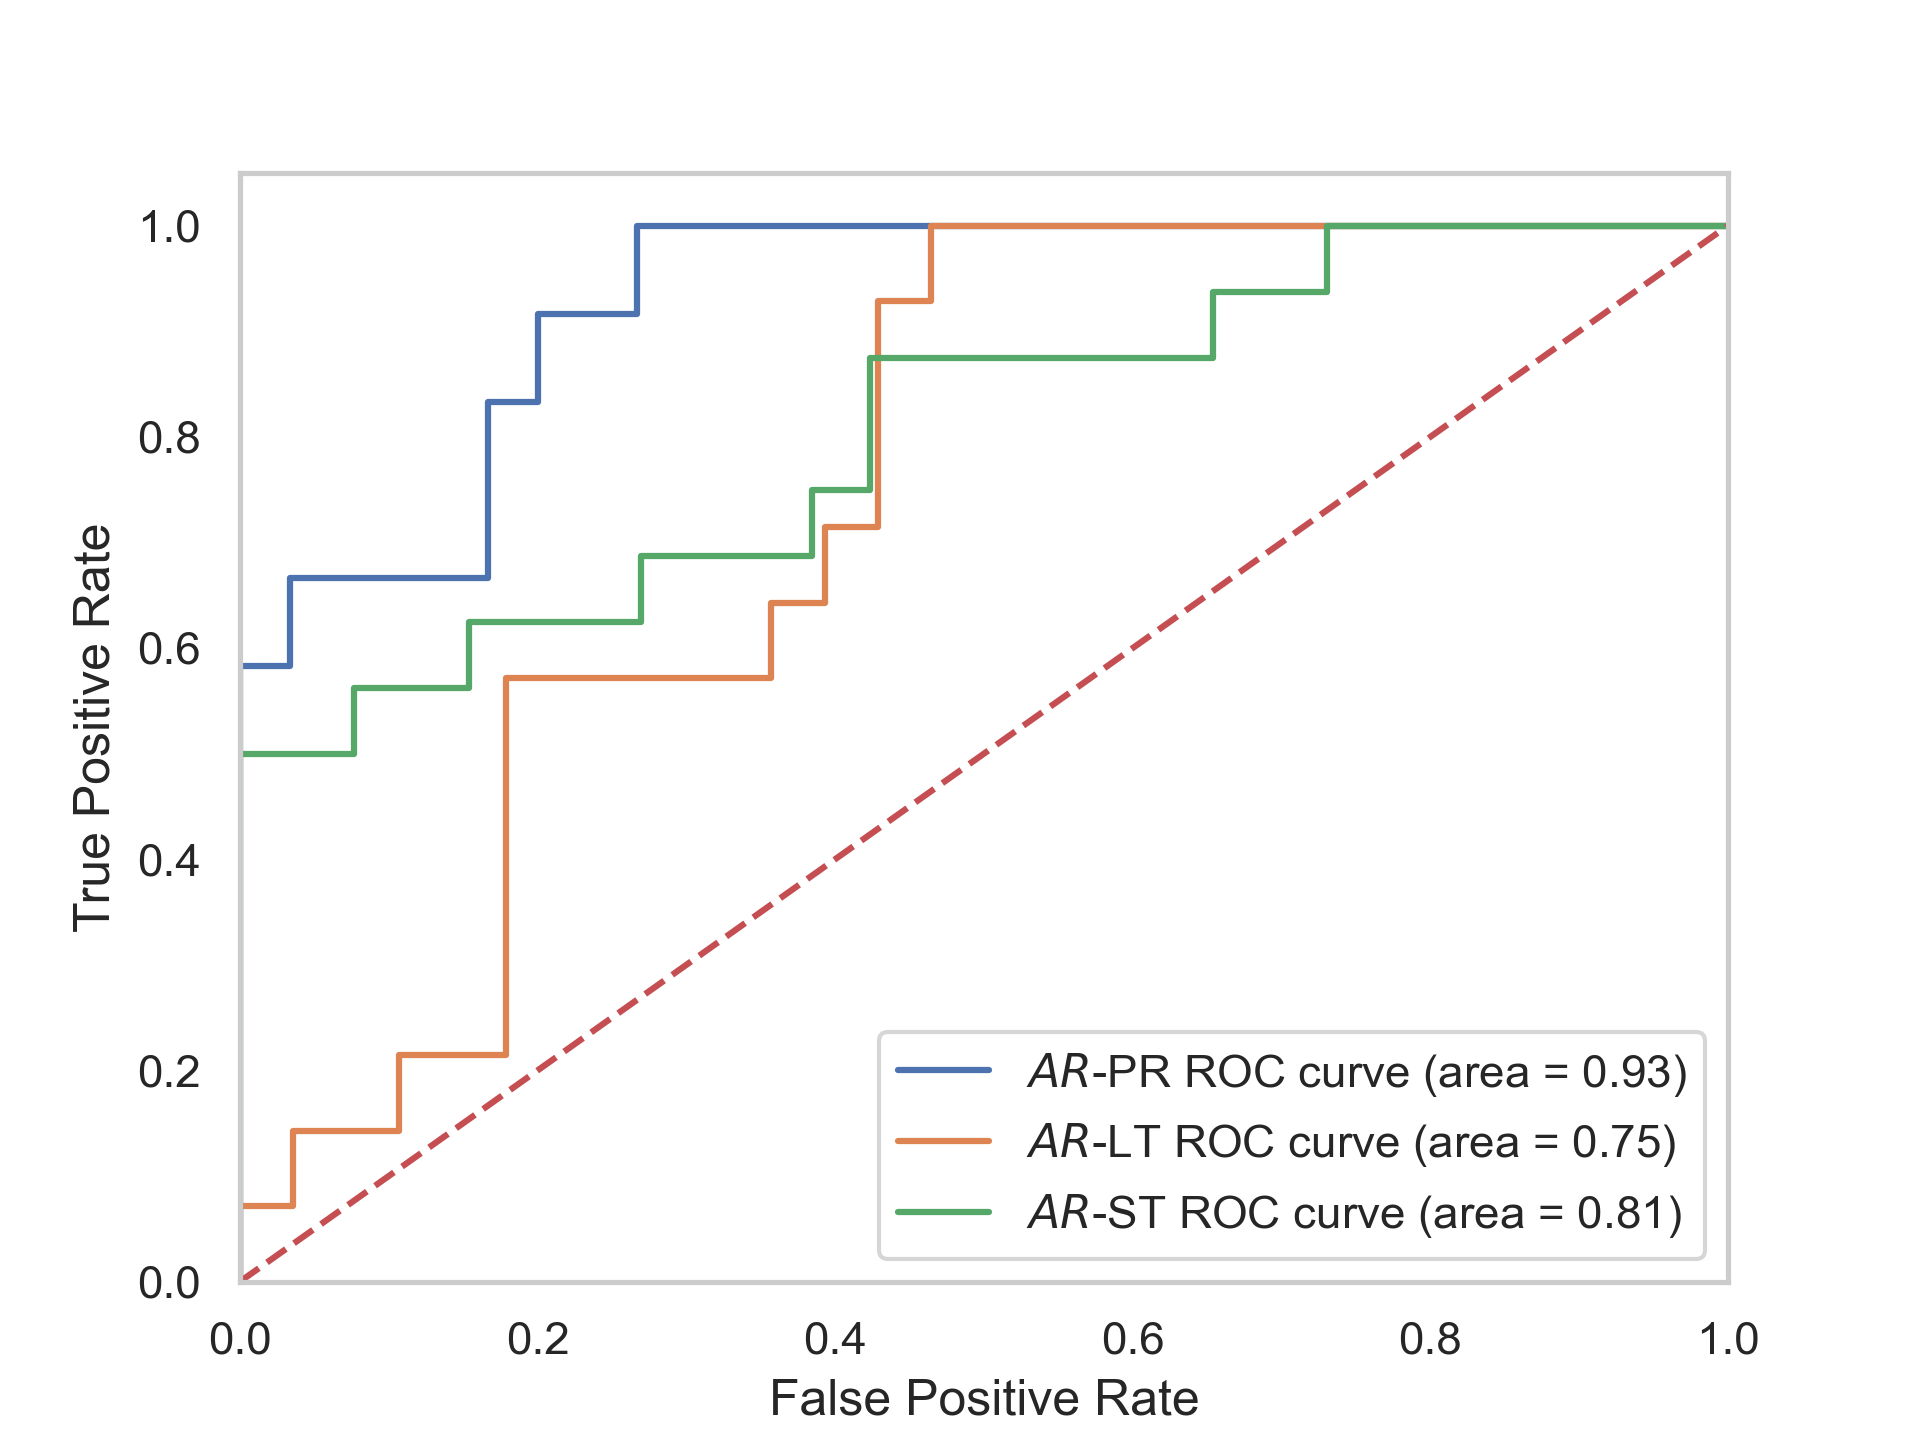 1.0
0.8
0.6
0.4
0.2
0.0
True Positive Rate
AR-PR ROC curve (area = 0.93)
AR-LT ROC curve (area = 0.75)
AR-ST ROC curve (area = 0.81)
0.0 0.2 0.4 0.6 0.8 1.0
False Positive Rate